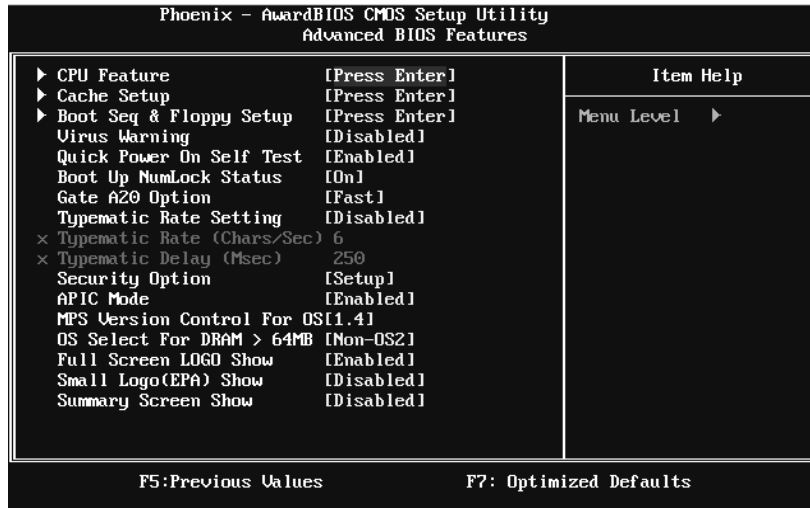 Phoenix - AwardBIOS CMOS Setup Utility
Advanced BIOS Features
CPU Feature [Press Enter]
Cache Setup [Press Enter]
Boot Seq & Floppy Setup [Press Enter]
Virus Warning [Disabled]
Quick Power On Self Test [Enabled]
Boot Up NumLock Status [On]
Gate A20 Option [Fast]
Typematic Rate Setting [Disabled]
x Typematic Rate (Chars/Sec) 6
x Typematic Delay (Msec) 250
Security Option [Setup]
APIC Mode [Enabled]
MPS Version Control For OS[1.4]
OS Select For DRAM > 64MB [Non-OS2]
Full Screen LOGO Show [Enabled]
Small Logo(EPA) Show [Disabled]
Summary Screen Show [Disabled]
Item Help
Menu Level
F5:Previous Values F7: Optimized Defaults